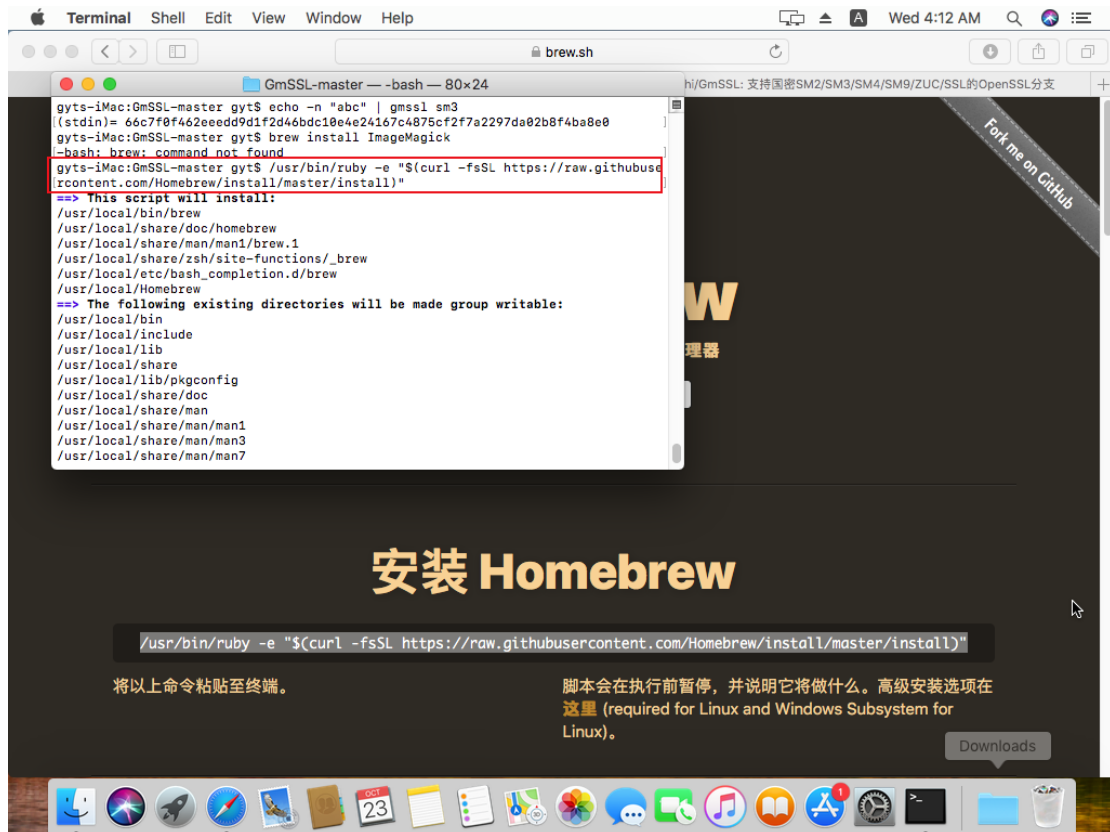 Terminal Shell Edit View Window Help
A Wed 4:12 AM
brew.sh
GmSSL-master — -bash — 80×24
hi/GmSSL: 支持国密SM2/SM3/SM4/SM9/ZUC/SSL的OpenSSL分支
gyts-iMac:GmSSL-master gyt$ echo -n "abc" | gmssl sm3
(stdin)= 66c7f0f462eeedd9d1f2d46bdc10e4e24167c4875cf2f7a2297da02b8f4ba8e0
gyts-iMac:GmSSL-master gyt$ brew install ImageMagick
-bash: brew: command not found
gyts-iMac:GmSSL-master gyt$ /usr/bin/ruby -e "$(curl -fsSL https://raw.githubuse
rcontent.com/Homebrew/install/master/install)"
==> This script will install:
/usr/local/bin/brew
/usr/local/share/doc/homebrew
/usr/local/share/man/man1/brew.1
/usr/local/share/zsh/site-functions/_brew
/usr/local/etc/bash_completion.d/brew
/usr/local/Homebrew
==> The following existing directories will be made group writable:
/usr/local/bin
/usr/local/include
/usr/local/lib
/usr/local/share
/usr/local/lib/pkgconfig
/usr/local/share/doc
/usr/local/share/man
/usr/local/share/man/man1
/usr/local/share/man/man3
/usr/local/share/man/man7
Fork me on GitHub
w
理器
安装 Homebrew
/usr/bin/ruby -e "$(curl -fsSL https://raw.githubusercontent.com/Homebrew/install/master/install)"
将以上命令粘贴至终端。
脚本会在执行前暂停，并说明它将做什么。高级安装选项在
这里 (required for Linux and Windows Subsystem for
Linux)。
Downloads
OCT
23
1